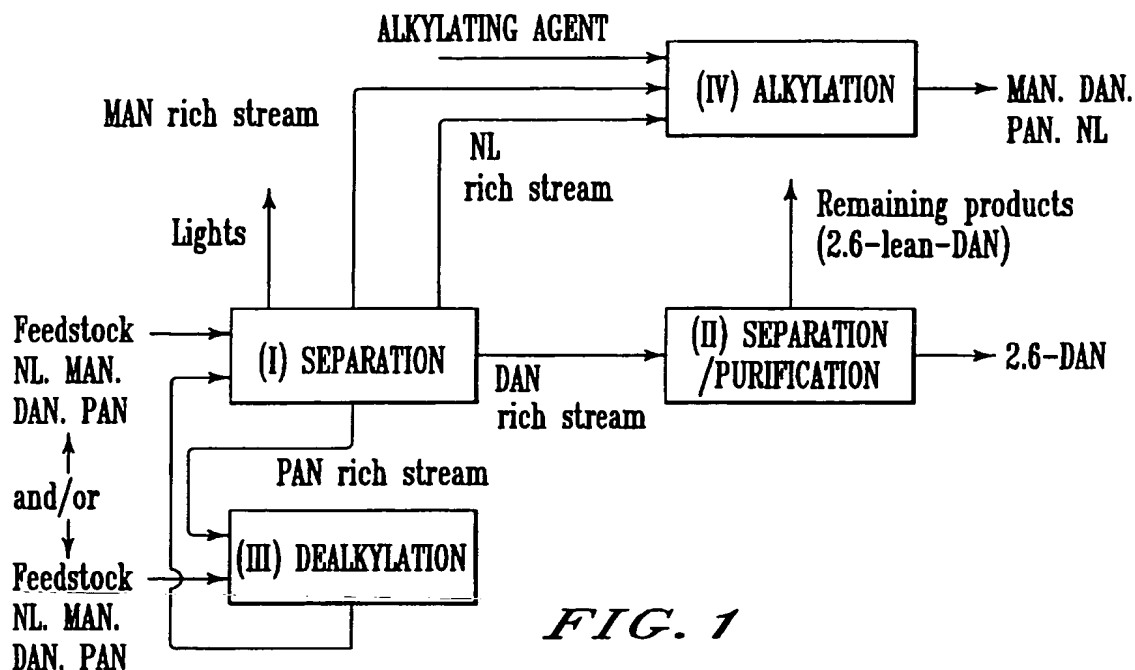 ALKYLATING AGENT
(IV) ALKYLATION
MAN. DAN.
PAN. NL
MAN rich stream
NL
rich stream
Lights
Remaining products
(2.6-lean-DAN)
Feedstock
NL. MAN.
DAN. PAN
(I) SEPARATION
DAN
rich stream
(II) SEPARATION
/PURIFICATION
2.6-DAN
PAN rich stream
and/or
(III) DEALKYLATION
Feedstock
NL. MAN.
DAN. PAN
FIG. 1